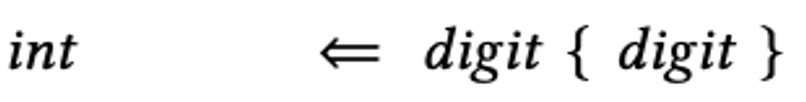 int ⇐ digit { digit }